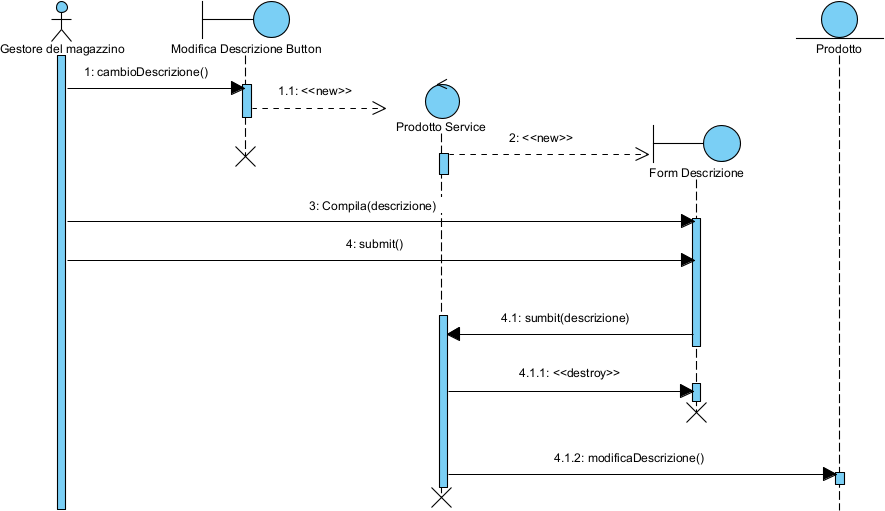 Gestore del magazzino
Modifica Descrizione Button
Prodotto
1: cambioDescrizione()
1.1: <<new>>
Prodotto Service
2: <<new>>
Form Descrizione
3: Compila(descrizione)
4: submit()
4.1: sumbit(descrizione)
4.1.1: <<destroy>>
4.1.2: modificaDescrizione()